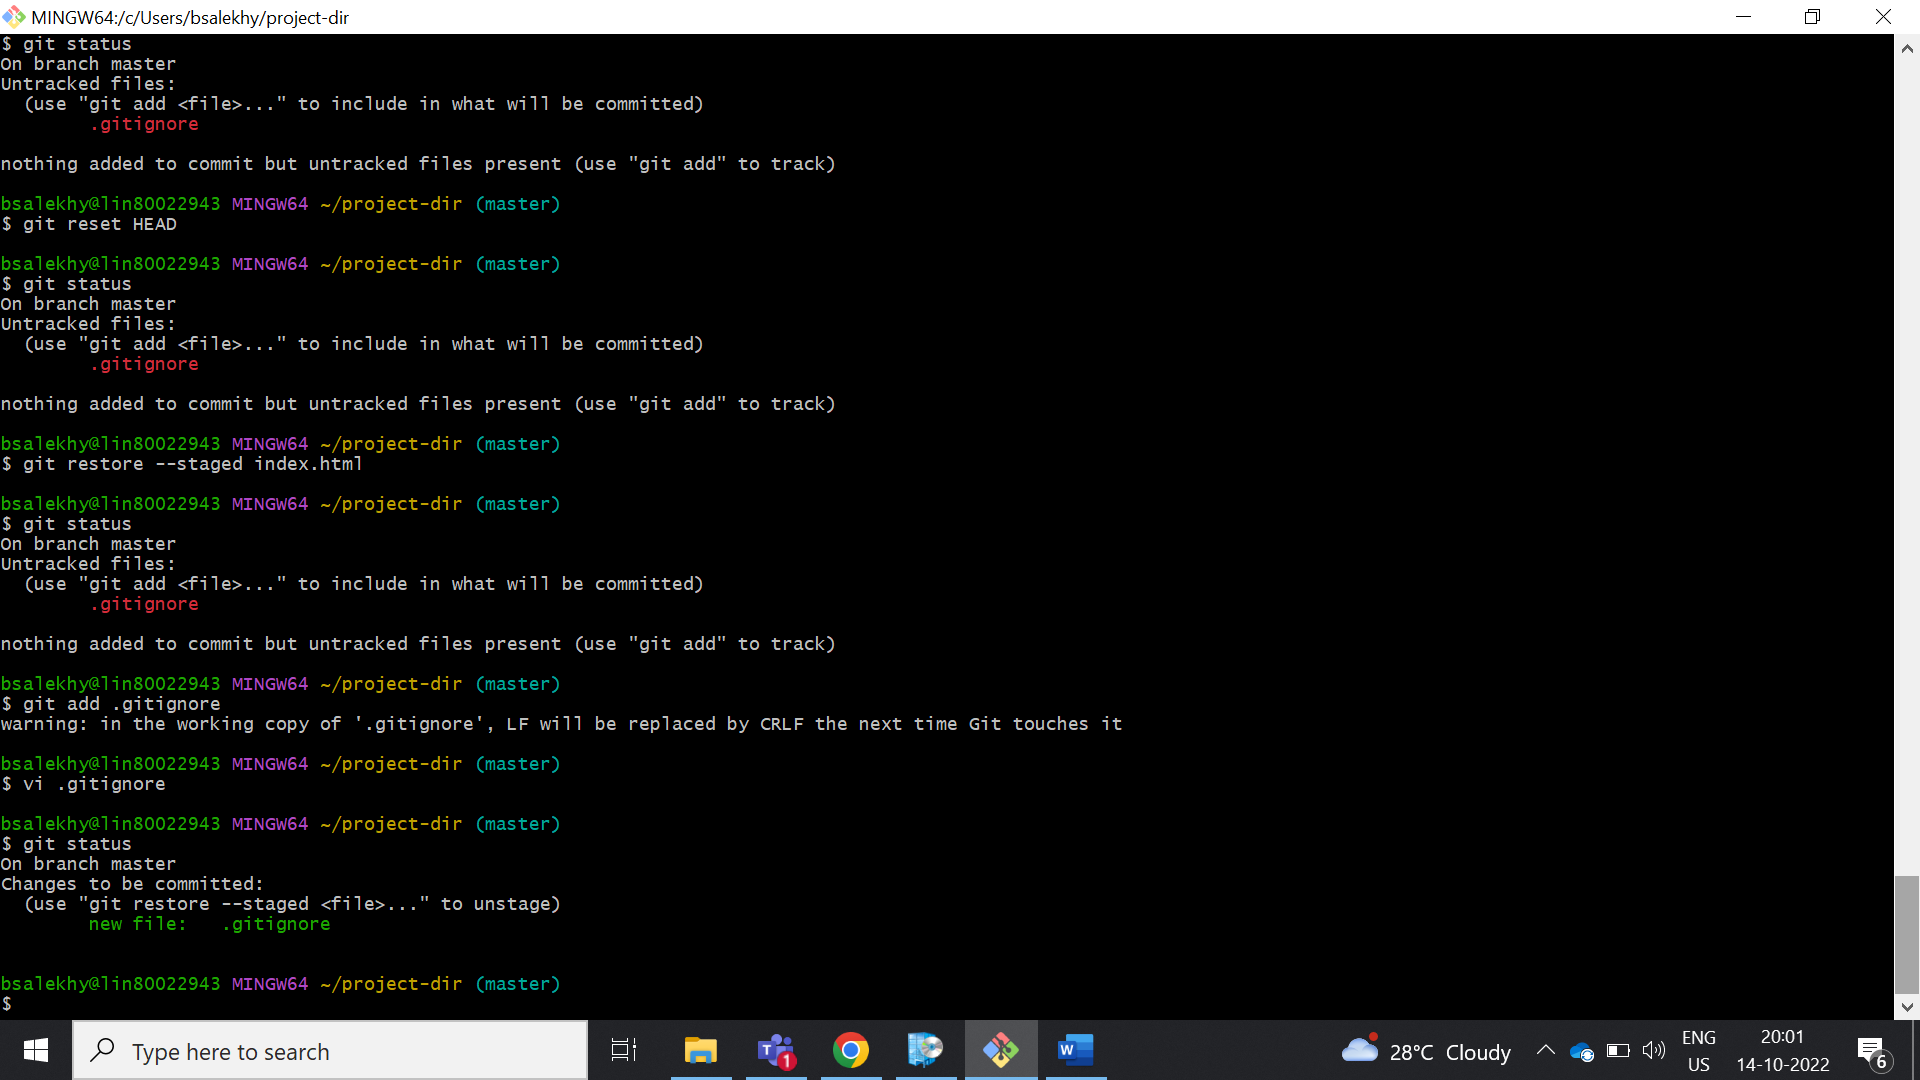 MINGW64:/c/Users/bsalekhy/project-dir
$ git status
On branch master
Untracked files:
  (use "git add <file>..." to include in what will be committed)
        .gitignore

nothing added to commit but untracked files present (use "git add" to track)

bsalekhy@lin80022943 MINGW64 ~/project-dir (master)
$ git reset HEAD

bsalekhy@lin80022943 MINGW64 ~/project-dir (master)
$ git status
On branch master
Untracked files:
  (use "git add <file>..." to include in what will be committed)
        .gitignore

nothing added to commit but untracked files present (use "git add" to track)

bsalekhy@lin80022943 MINGW64 ~/project-dir (master)
$ git restore --staged index.html

bsalekhy@lin80022943 MINGW64 ~/project-dir (master)
$ git status
On branch master
Untracked files:
  (use "git add <file>..." to include in what will be committed)
        .gitignore

nothing added to commit but untracked files present (use "git add" to track)

bsalekhy@lin80022943 MINGW64 ~/project-dir (master)
$ git add .gitignore
warning: in the working copy of '.gitignore', LF will be replaced by CRLF the next time Git touches it

bsalekhy@lin80022943 MINGW64 ~/project-dir (master)
$ vi .gitignore

bsalekhy@lin80022943 MINGW64 ~/project-dir (master)
$ git status
On branch master
Changes to be committed:
  (use "git restore --staged <file>..." to unstage)
        new file:   .gitignore


bsalekhy@lin80022943 MINGW64 ~/project-dir (master)
$
Type here to search
T
1
W
28°C Cloudy
ENG
US
20:01
14-10-2022
6